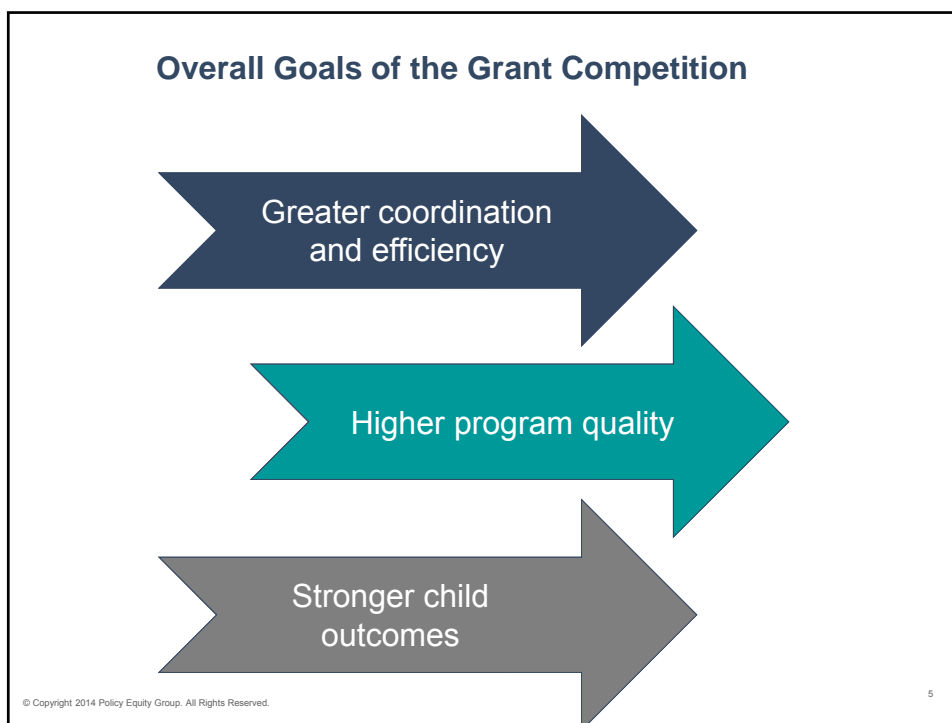 Overall Goals of the Grant Competition
Greater coordination
and efficiency
Higher program quality
Stronger child
outcomes
© Copyright 2014 Policy Equity Group. All Rights Reserved.
5